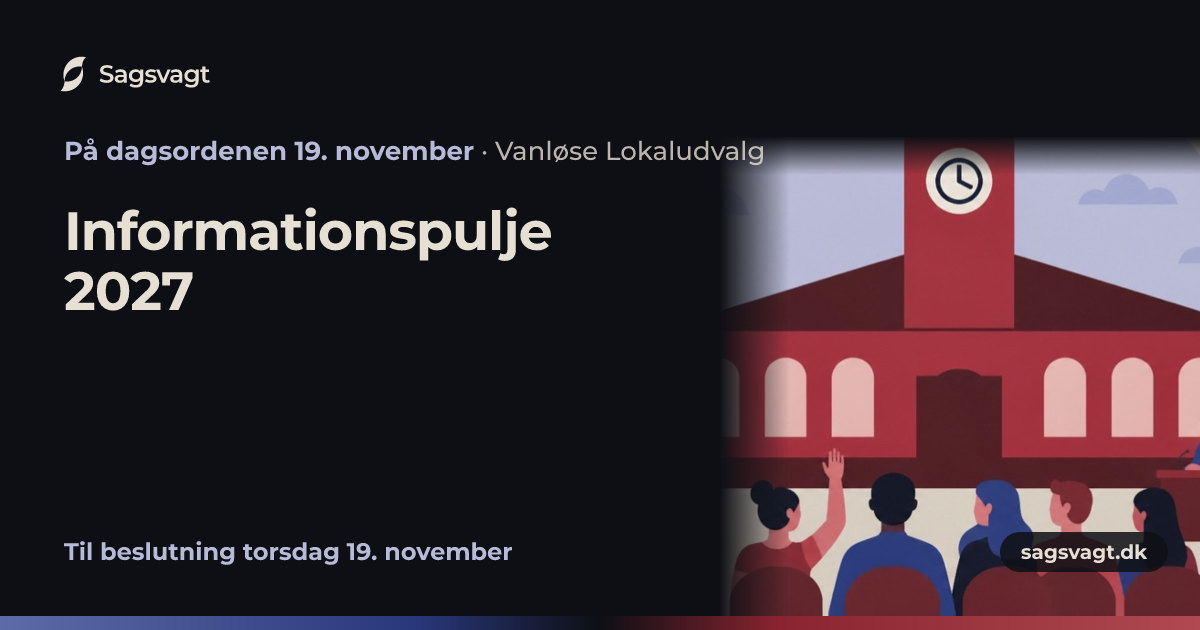 Sagsvagt
På dagsordenen 19. november · Vanløse Lokaludvalg
Informationspulje
2027
Til beslutning torsdag 19. november
sagsvagt.dk